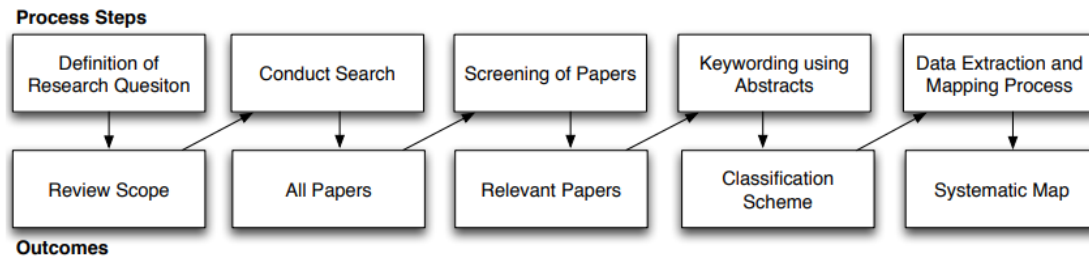 Process Steps
Definition of
Research Quesiton
Conduct Search
Screening of Papers
Keywording using
Abstracts
Data Extraction and
Mapping Process
Review Scope
All Papers
Relevant Papers
Classification
Scheme
Systematic Map
Outcomes